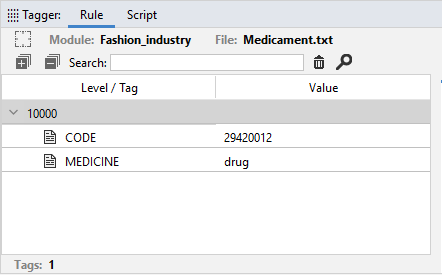 Tagger: Rule Script
Module: Fashion_industry File: Medicament.txt
Search:
Level / Tag Value
10000
CODE 29420012
MEDICINE drug
Tags: 1